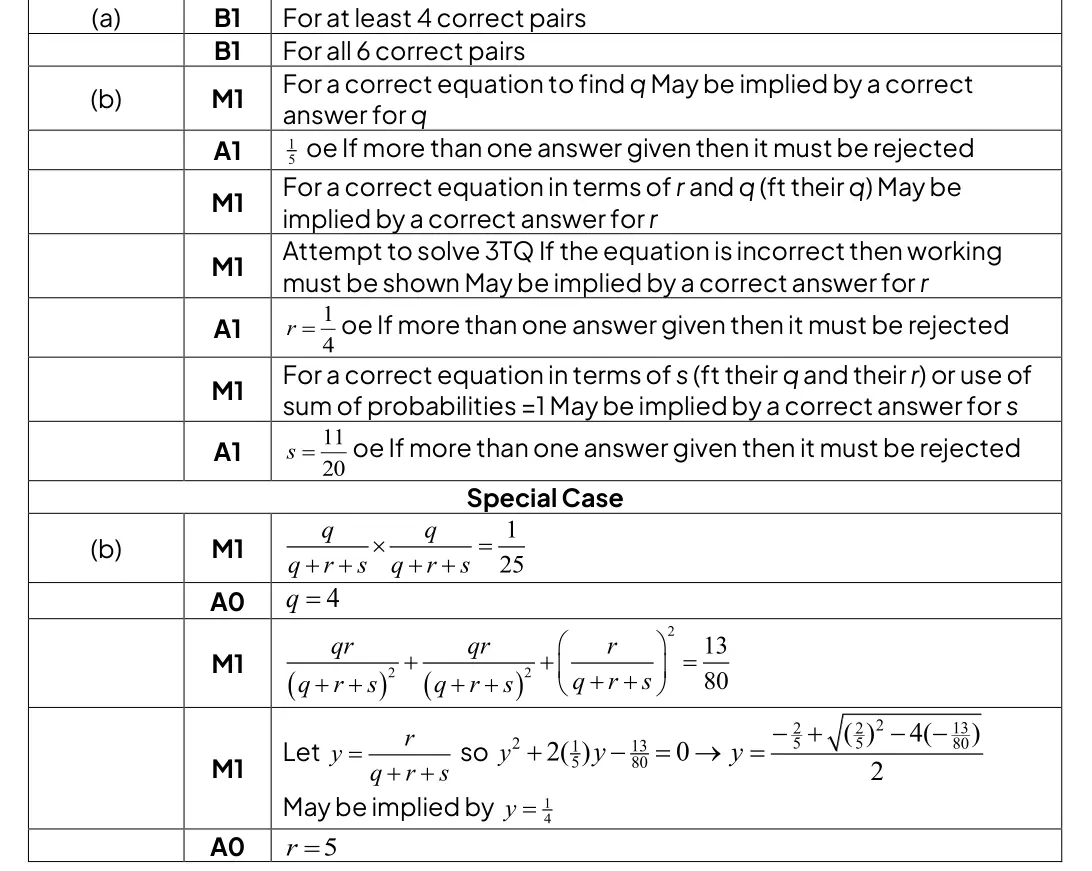 (a) B1 For at least 4 correct pairs
B1 For all 6 correct pairs
(b) M1 For a correct equation to find q May be implied by a correct
answer for q
A1 1/5 oe If more than one answer given then it must be rejected
M1 For a correct equation in terms of r and q (ft their q) May be
implied by a correct answer for r
M1 Attempt to solve 3TQ If the equation is incorrect then working
must be shown May be implied by a correct answer for r
A1 r = 1/4 oe If more than one answer given then it must be rejected
M1 For a correct equation in terms of s (ft their q and their r) or use of
sum of probabilities =1 May be implied by a correct answer for s
A1 s = 11/20 oe If more than one answer given then it must be rejected
Special Case
(b) M1 q/(q+r+s) × q/(q+r+s) = 1/25
A0 q = 4
M1 qr/(q+r+s)² + qr/(q+r+s)² + (r/(q+r+s))² = 13/80
M1 Let y = r/(q+r+s) so y² + 2(1/5)y − 13/80 = 0 → y = (−2/5 + √((2/5)² − 4(−13/80)))/2
May be implied by y = 1/4
A0 r = 5